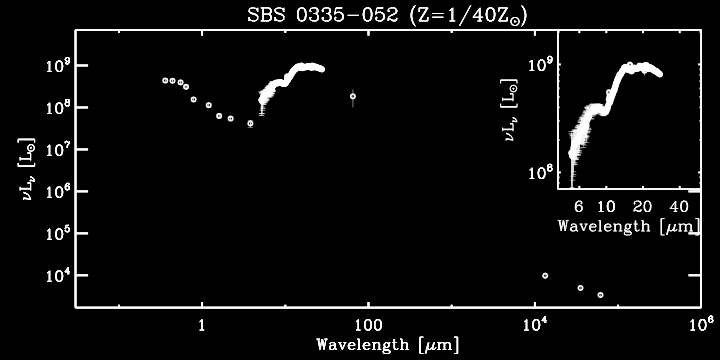 SBS 0335-052 (Z=1/40Z⊙)
10⁹
10⁸
10⁷
10⁶
10⁵
10⁴
νLν [L⊙]
1
100
10⁴
10⁶
Wavelength [μm]
10⁹
10⁸
νLν [L⊙]
6 10 20 40
Wavelength [μm]